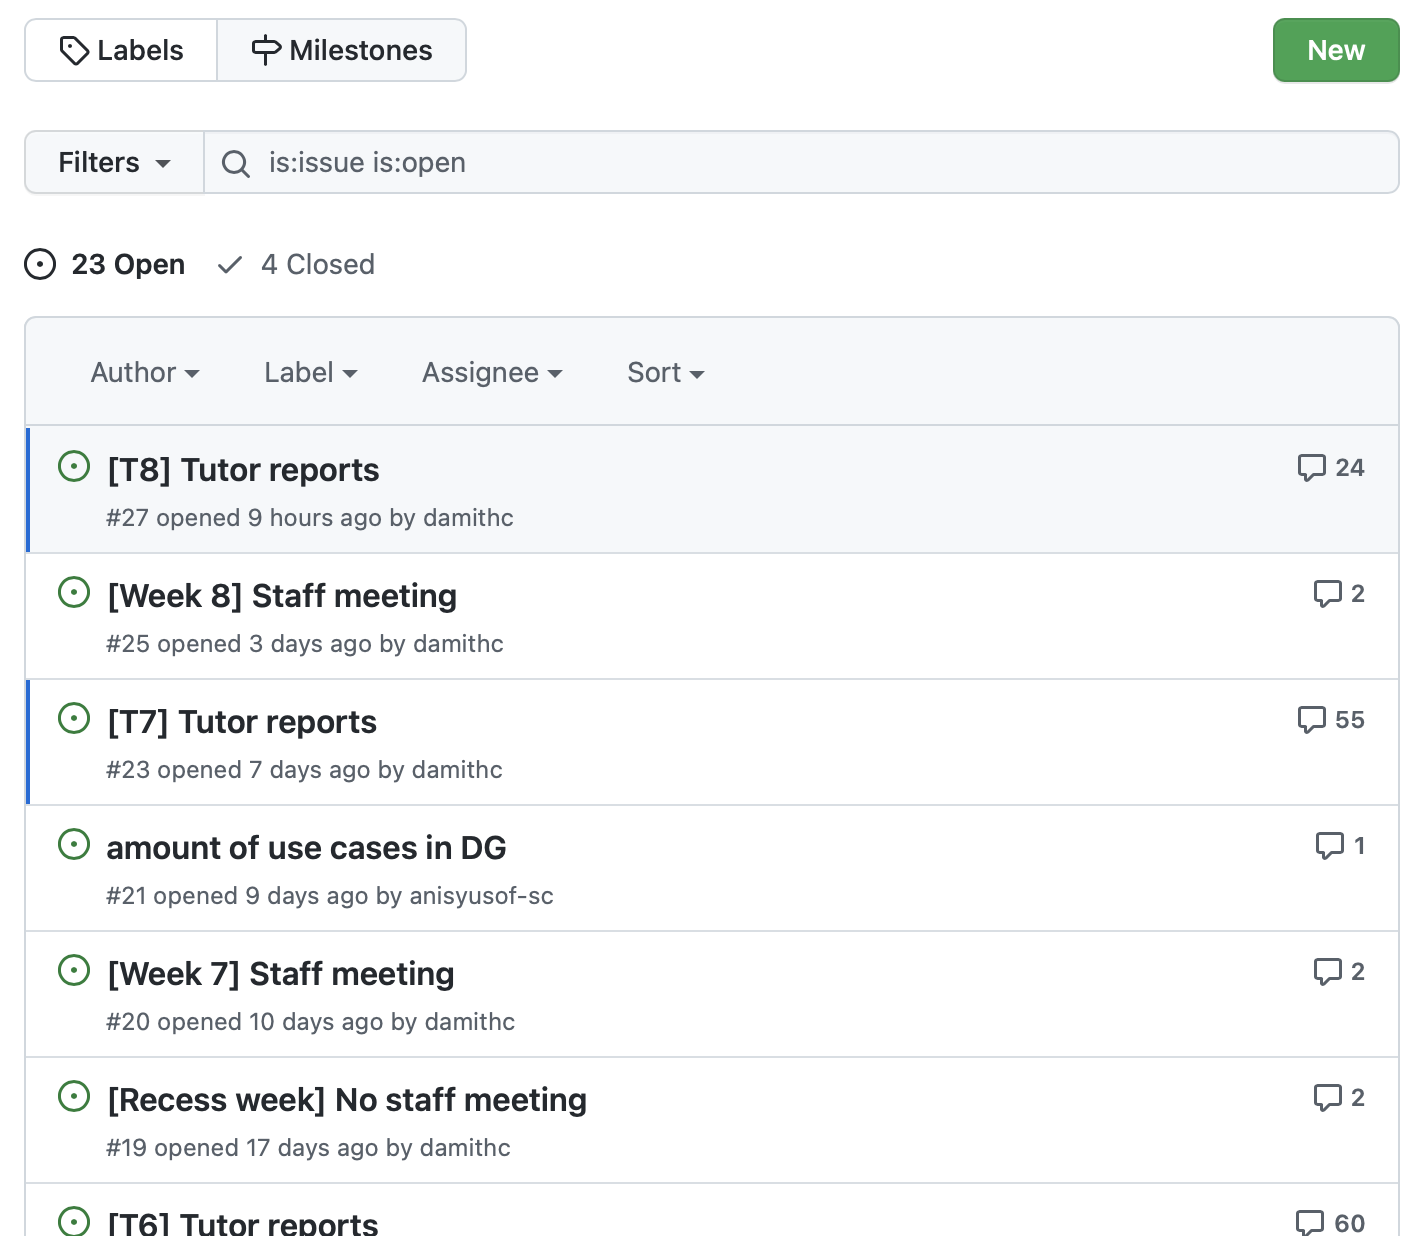 Labels Milestones New
Filters is:issue is:open
23 Open 4 Closed
Author Label Assignee Sort
[T8] Tutor reports 24
#27 opened 9 hours ago by damithc
[Week 8] Staff meeting 2
#25 opened 3 days ago by damithc
[T7] Tutor reports 55
#23 opened 7 days ago by damithc
amount of use cases in DG 1
#21 opened 9 days ago by anisyusof-sc
[Week 7] Staff meeting 2
#20 opened 10 days ago by damithc
[Recess week] No staff meeting 2
#19 opened 17 days ago by damithc
[T6] Tutor reports 60